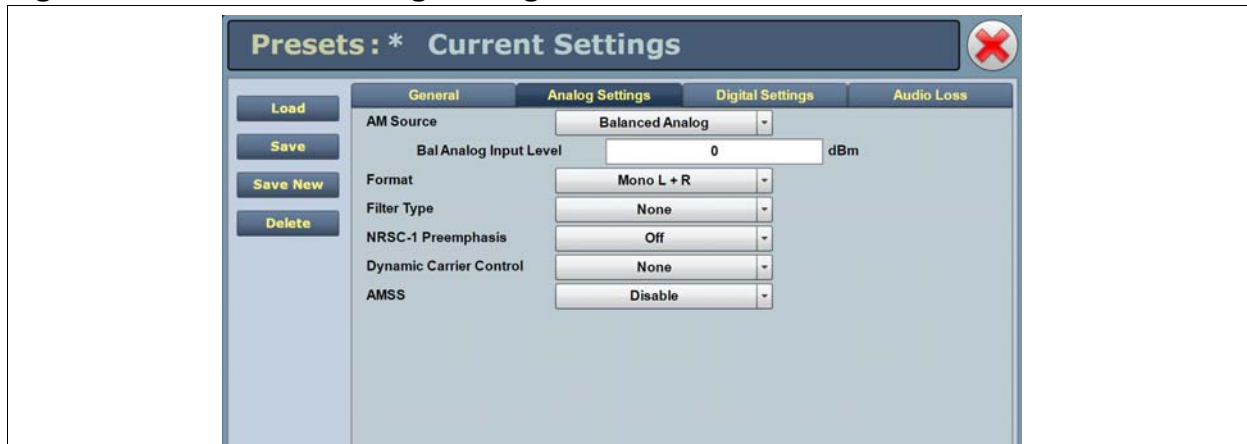 Presets:* Current Settings
Load
Save
Save New
Delete
General Analog Settings Digital Settings Audio Loss
AM Source Balanced Analog
Bal Analog Input Level 0 dBm
Format Mono L + R
Filter Type None
NRSC-1 Preemphasis Off
Dynamic Carrier Control None
AMSS Disable